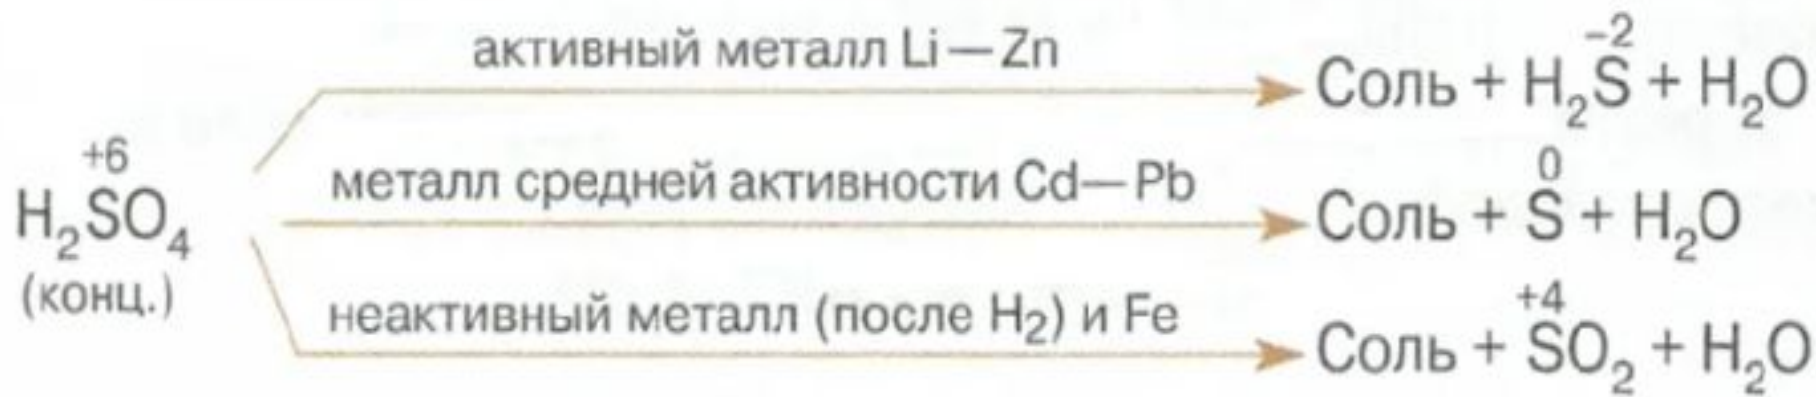 активный металл Li — Zn
Соль + H₂S⁻² + H₂O
H₂S⁺⁶O₄
(конц.)
металл средней активности Cd— Pb
Соль + S⁰ + H₂O
неактивный металл (после H₂) и Fe
Соль + S⁺⁴O₂ + H₂O